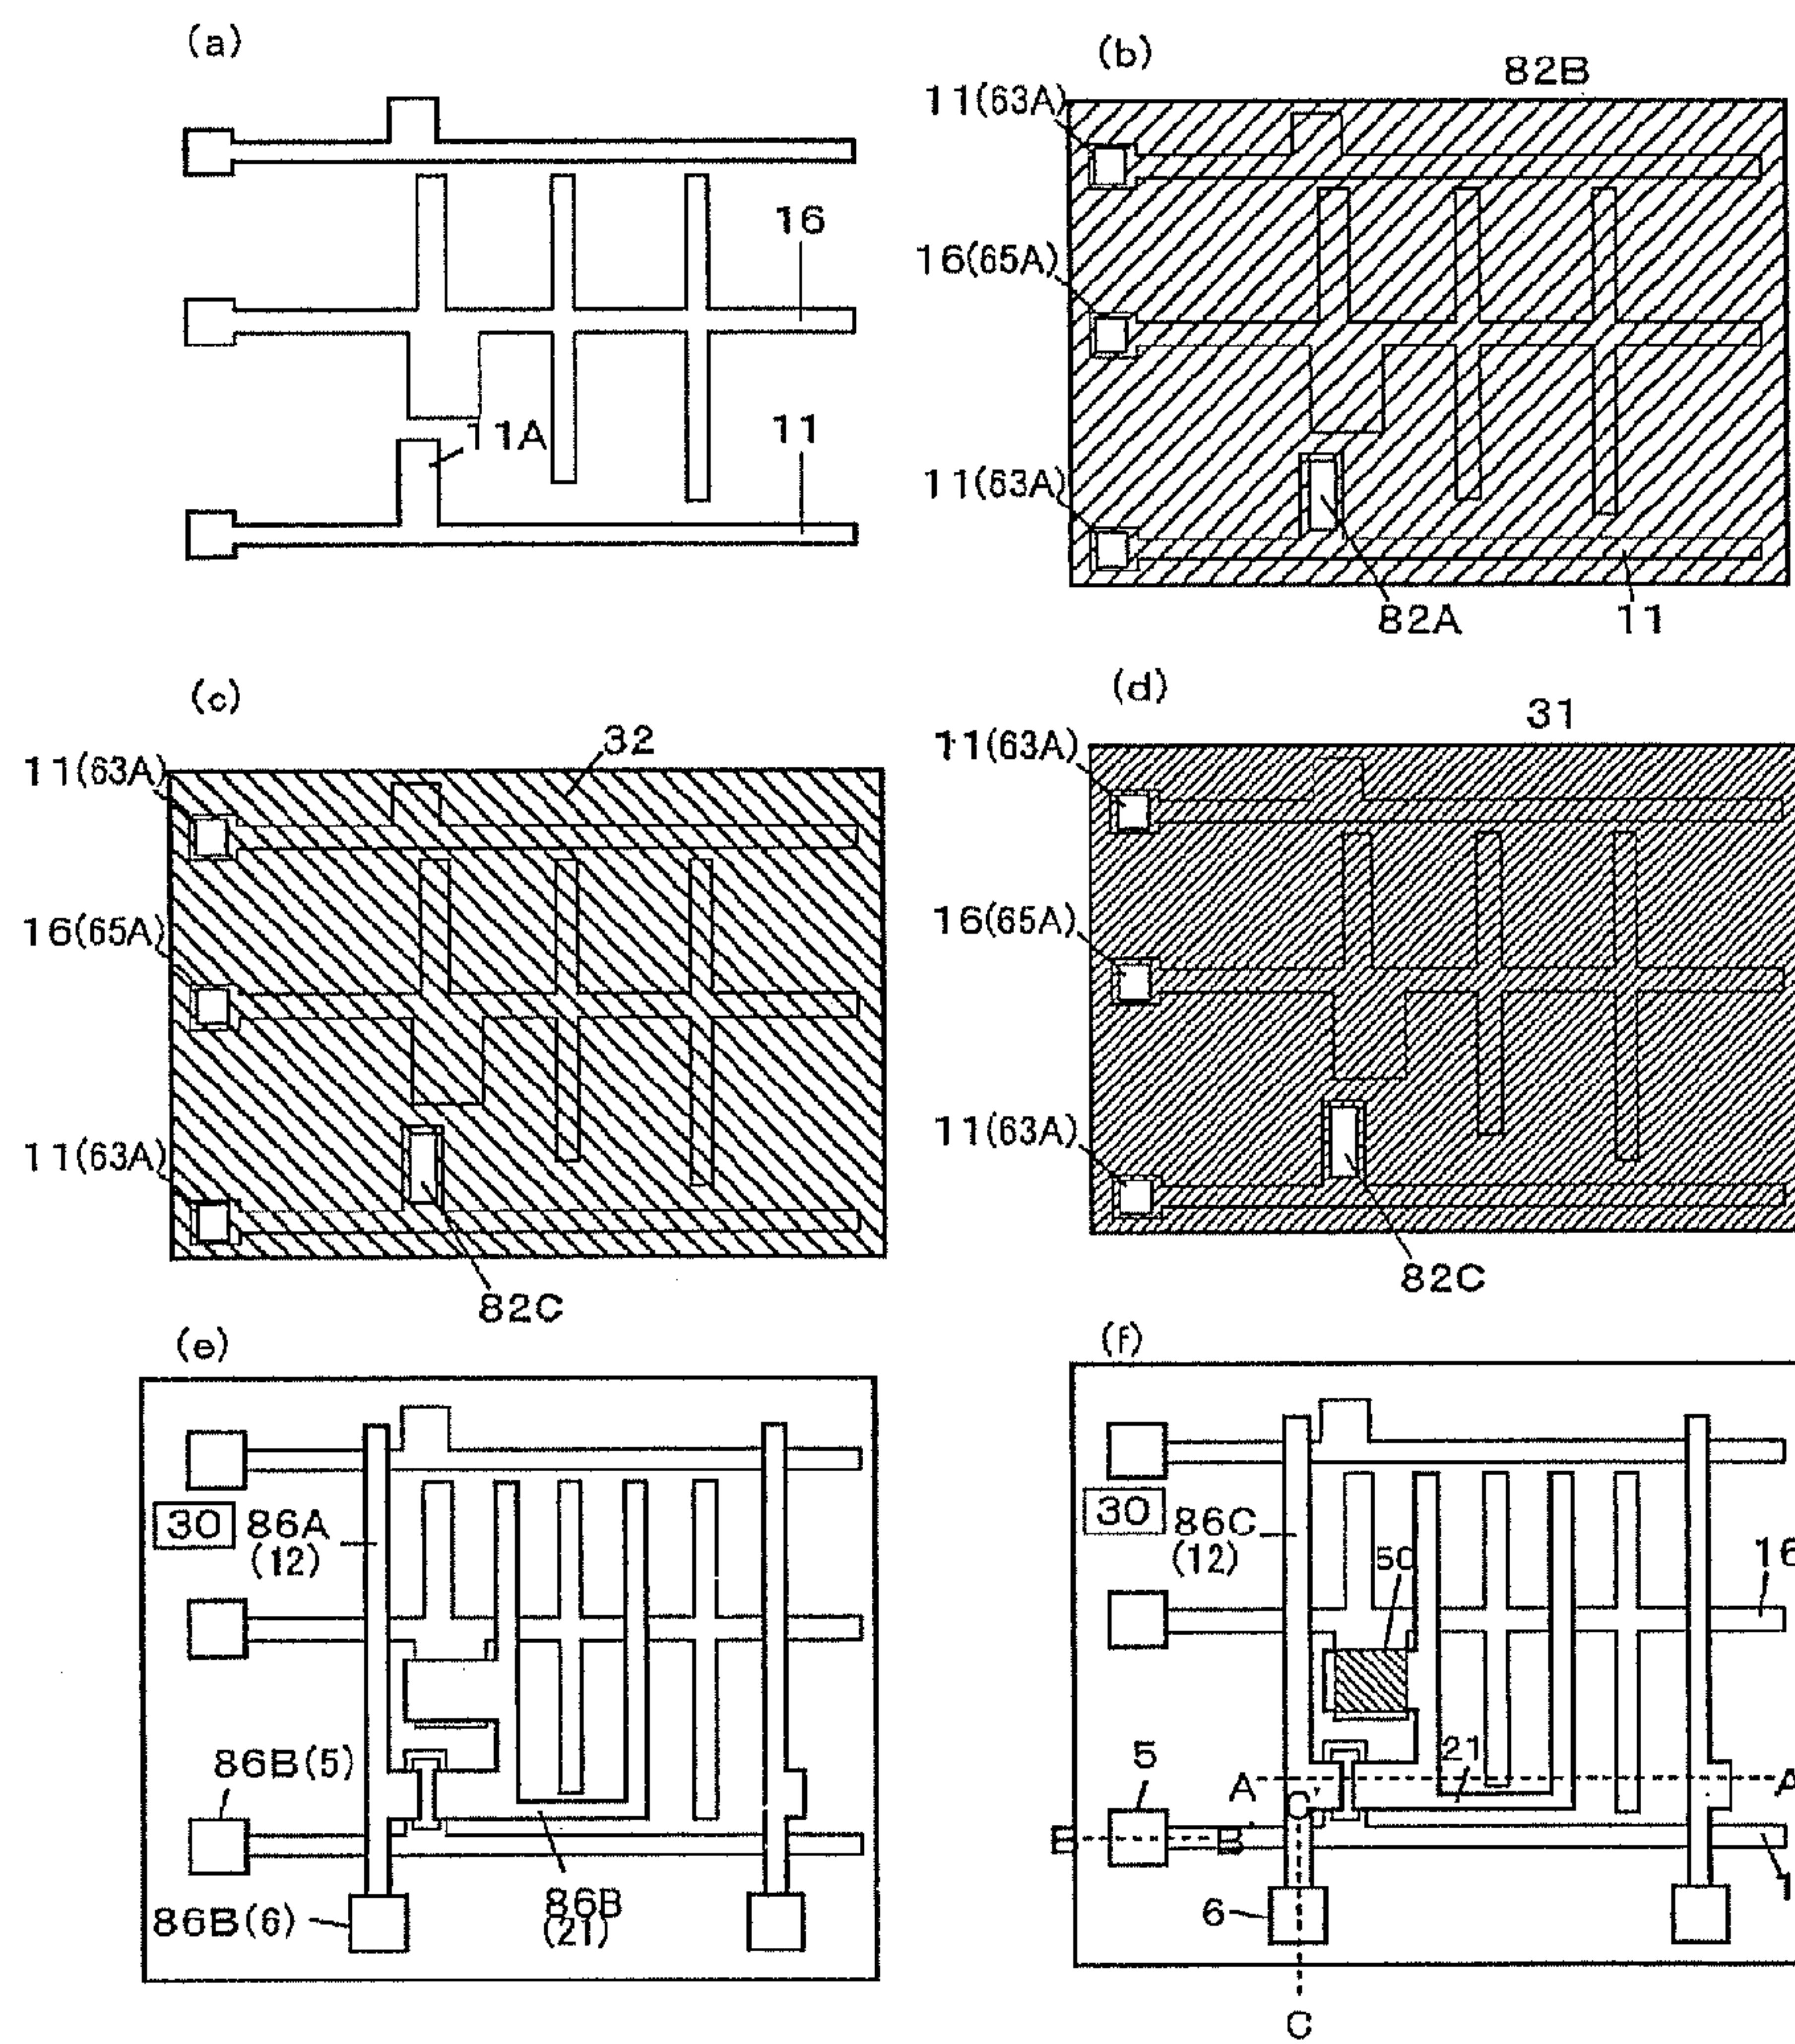 (a)
16
11A
11
(b)
82B
11(63A)
16(65A)
11(63A)
82A
11
(c)
32
11(63A)
16(65A)
11(63A)
82C
(d)
31
11(63A)
16(65A)
11(63A)
82C
(e)
30
86A
(12)
86B(5)
86B(6)
86B
(21)
(f)
30
86C
(12)
50
16
5
21
A
A
C'
B
B'
1
6
C